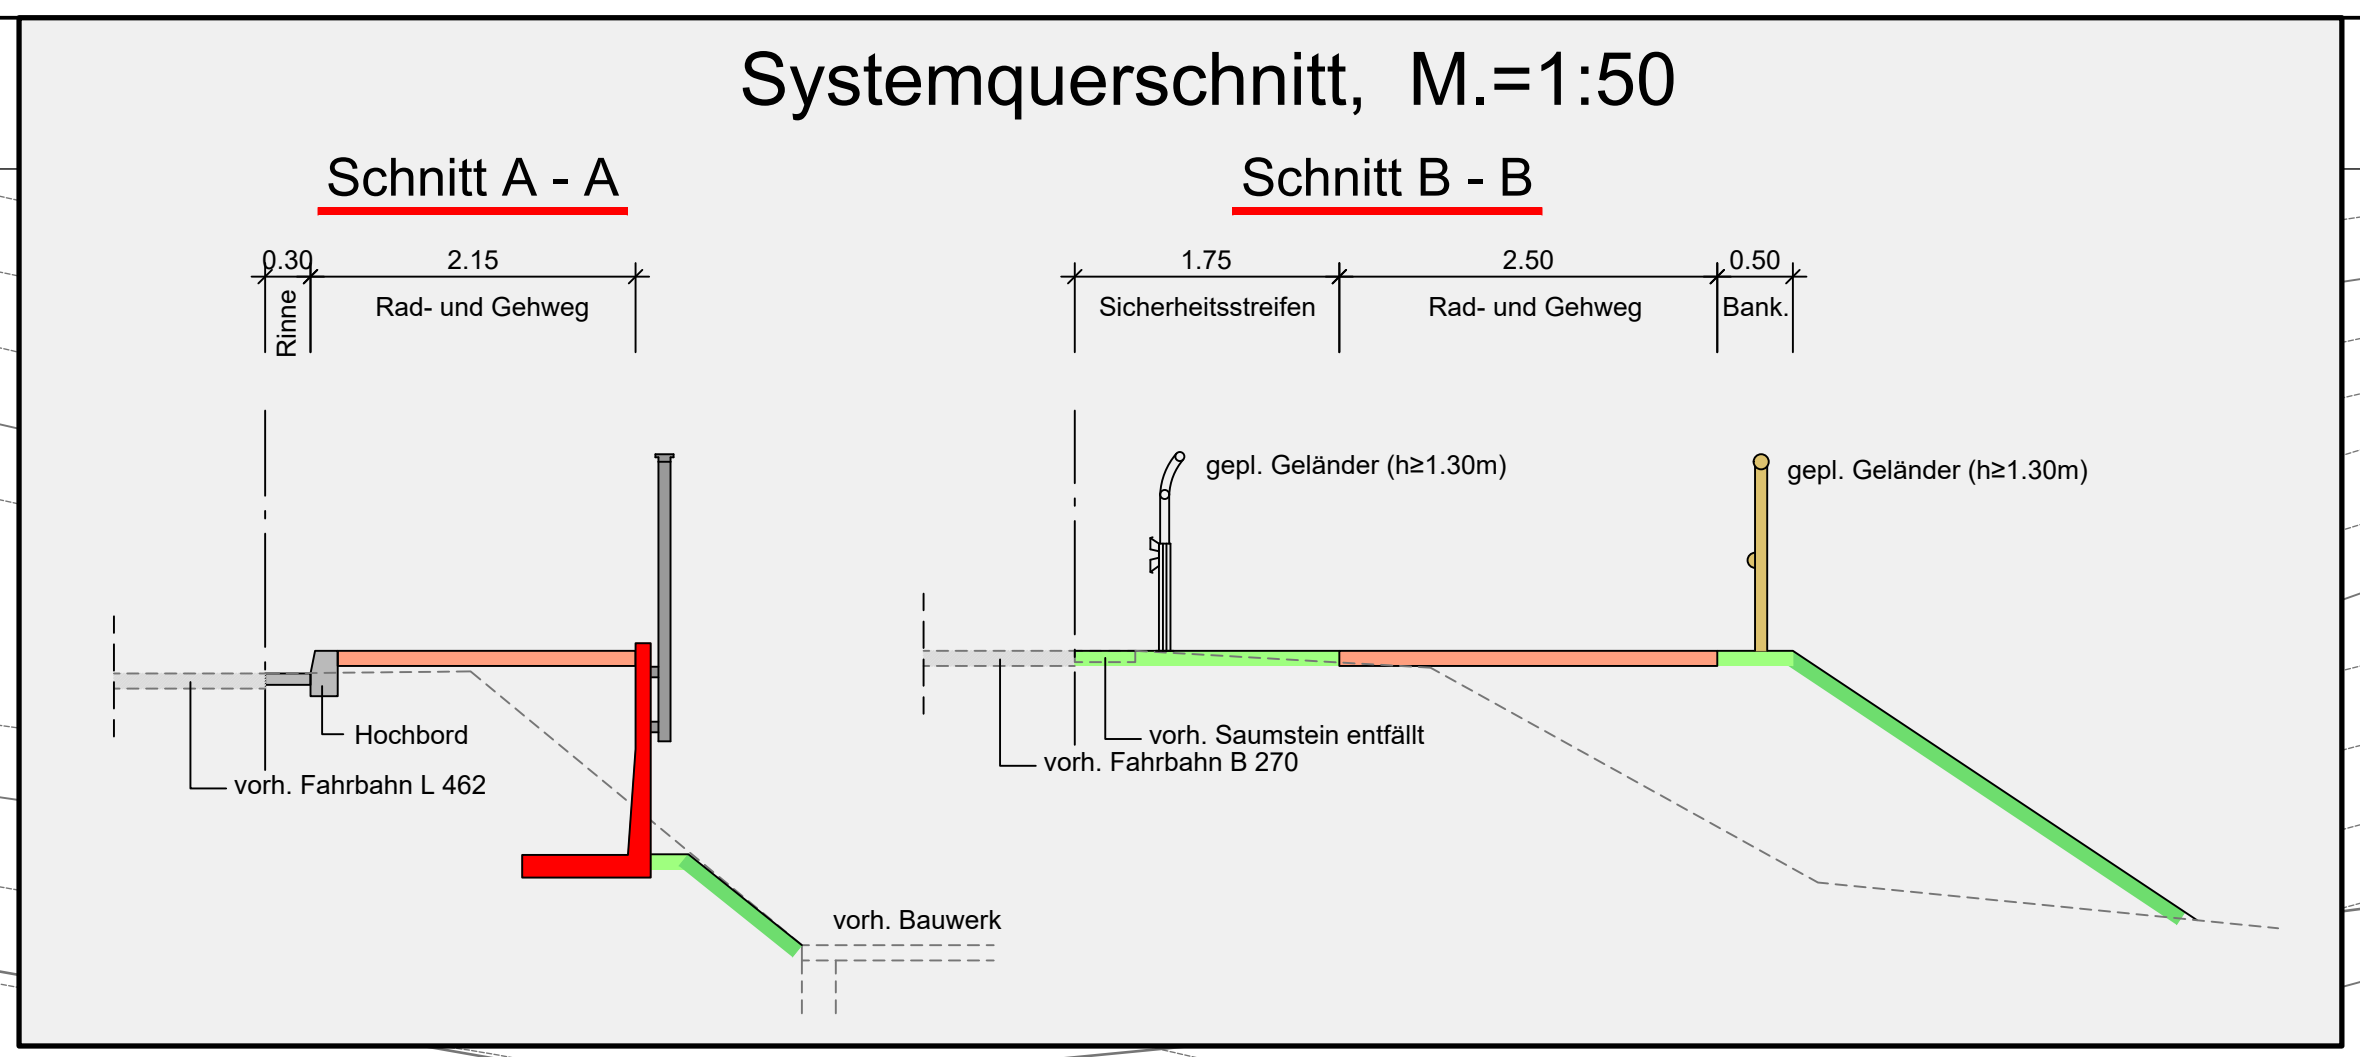 Systemquerschnitt, M.=1:50
Schnitt A - A
0.30
2.15
Rinne
Rad- und Gehweg
Hochbord
vorh. Fahrbahn L 462
vorh. Bauwerk
Schnitt B - B
1.75
2.50
0.50
Sicherheitsstreifen
Rad- und Gehweg
Bank.
gepl. Geländer (h≥1.30m)
gepl. Geländer (h≥1.30m)
vorh. Saumstein entfällt
vorh. Fahrbahn B 270